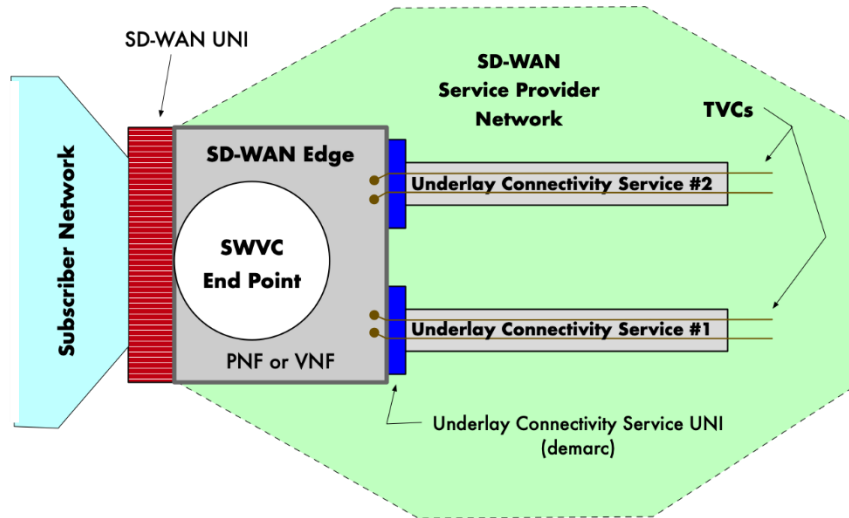 SD-WAN UNI
SD-WAN
Service Provider
Network
TVCs
Subscriber Network
SD-WAN Edge
Underlay Connectivity Service #2
SWVC
End Point
Underlay Connectivity Service #1
PNF or VNF
Underlay Connectivity Service UNI
(demarc)